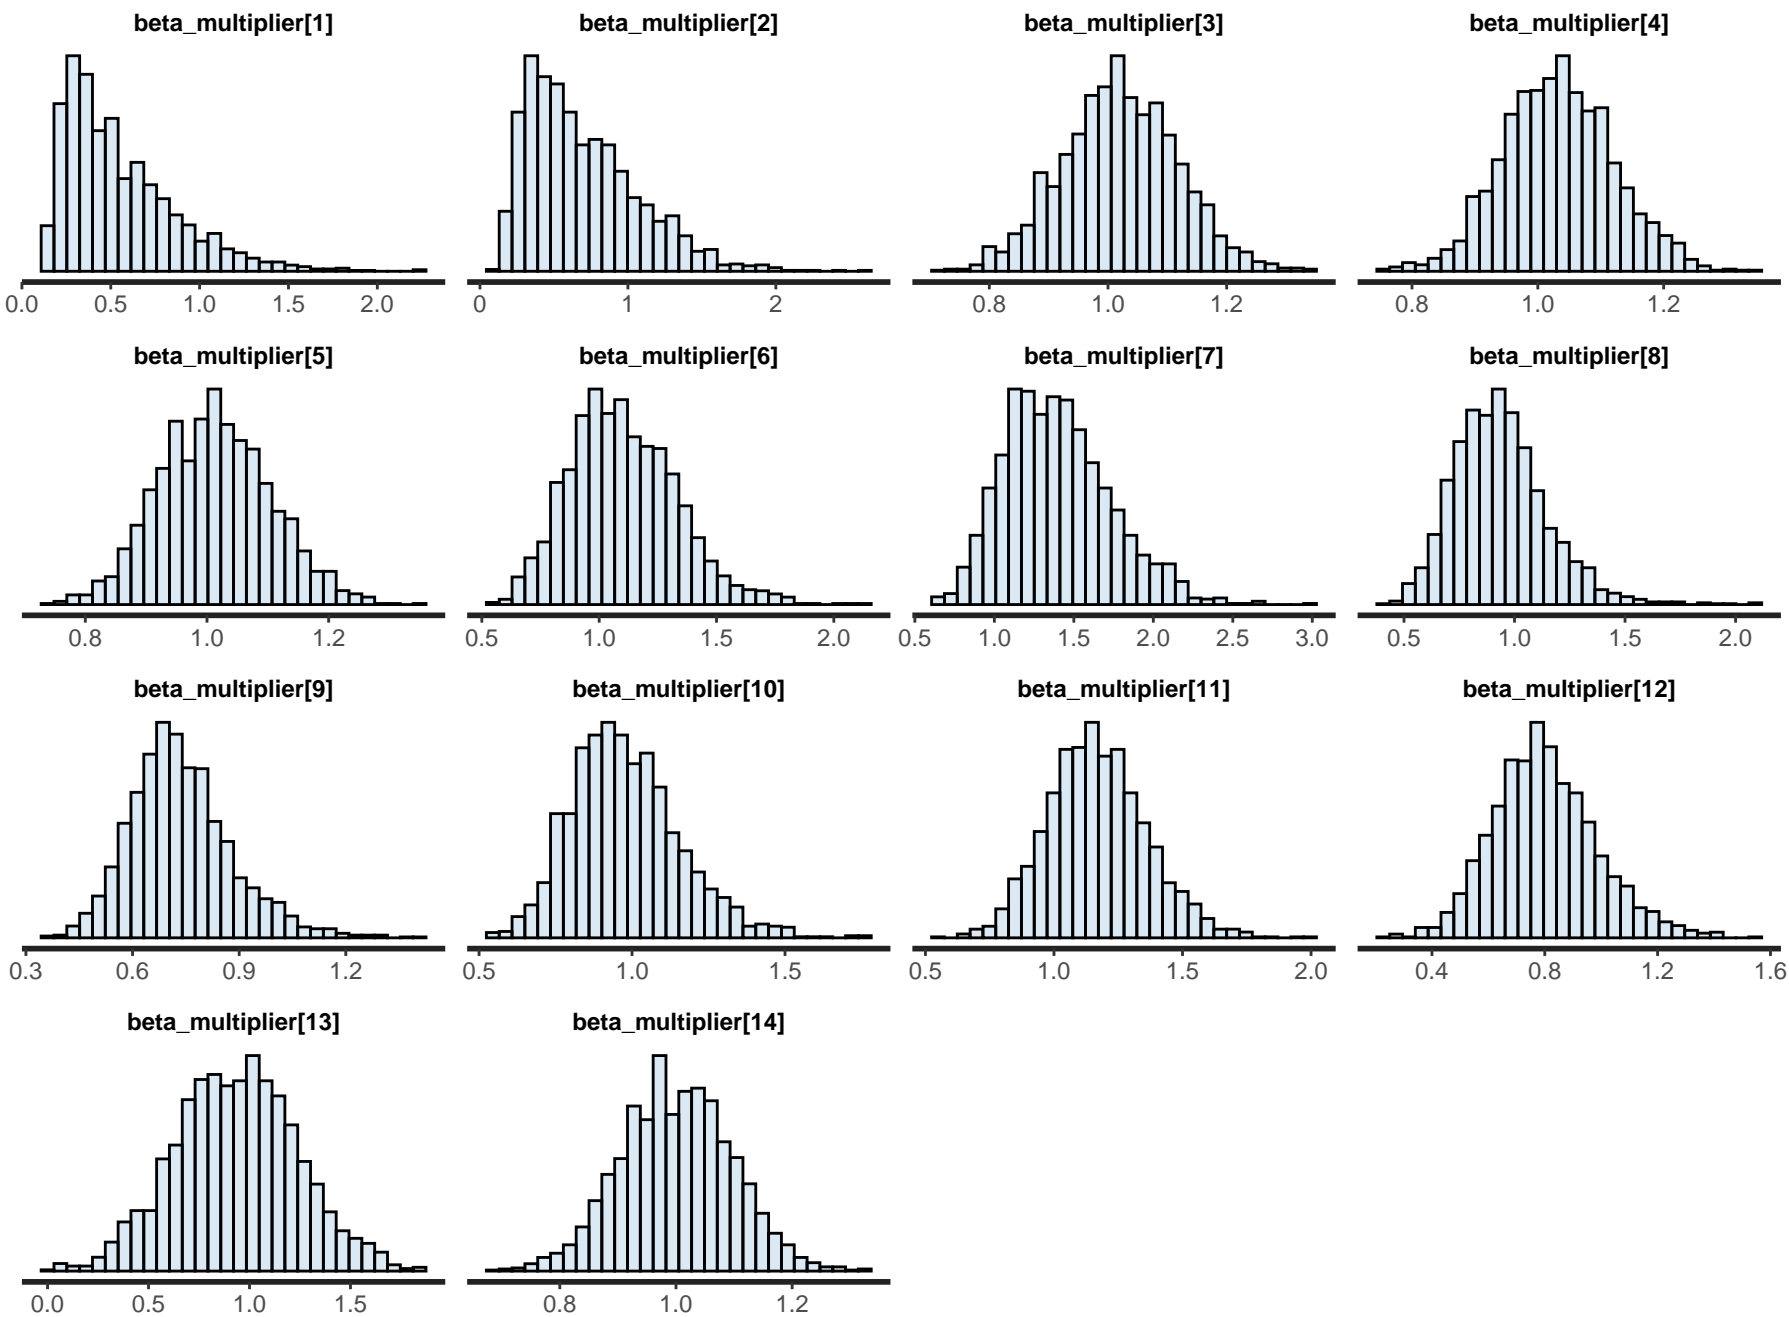 beta_multiplier[1] beta_multiplier[2] beta_multiplier[3] beta_multiplier[4]
0.0 0.5 1.0 1.5 2.0 0 1 2 0.8 1.0 1.2 0.8 1.0 1.2
beta_multiplier[5] beta_multiplier[6] beta_multiplier[7] beta_multiplier[8]
0.8 1.0 1.2 0.5 1.0 1.5 2.0 0.5 1.0 1.5 2.0 2.5 3.0 0.5 1.0 1.5 2.0
beta_multiplier[9] beta_multiplier[10] beta_multiplier[11] beta_multiplier[12]
0.3 0.6 0.9 1.2 0.5 1.0 1.5 0.5 1.0 1.5 2.0 0.4 0.8 1.2 1.6
beta_multiplier[13] beta_multiplier[14]
0.0 0.5 1.0 1.5 0.8 1.0 1.2